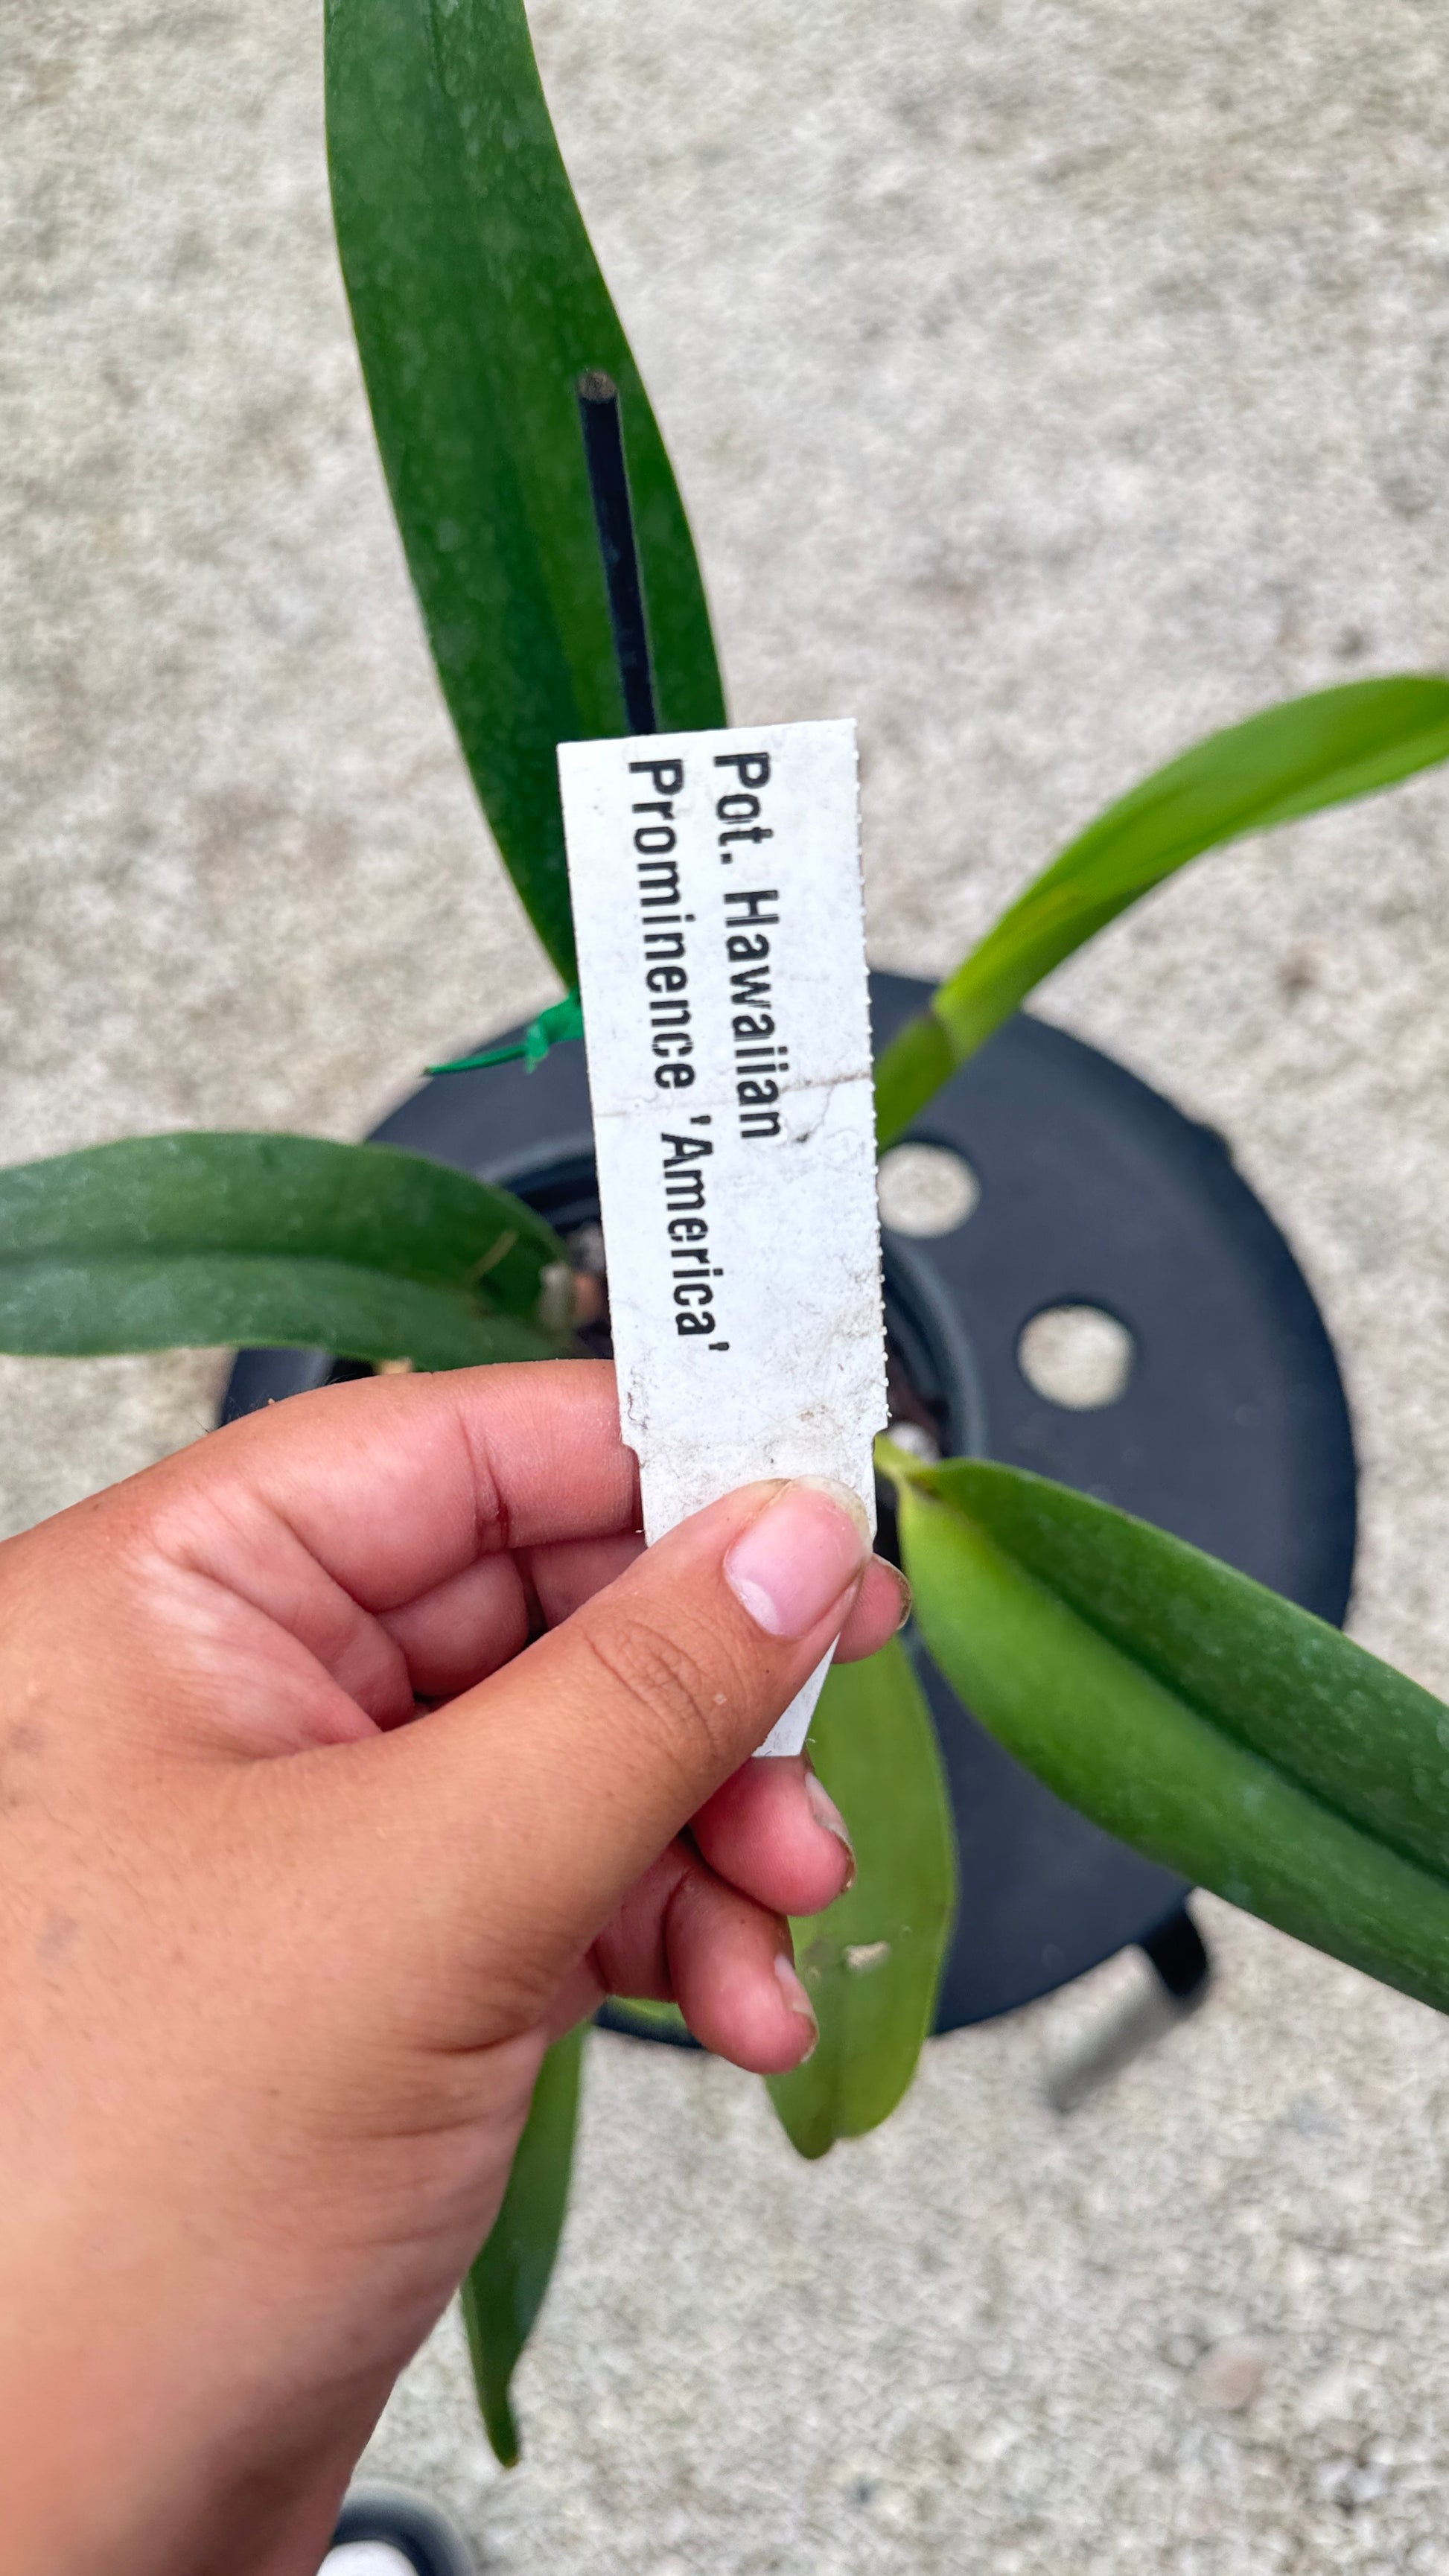 Pot. Hawaiian
Prominence 'America'